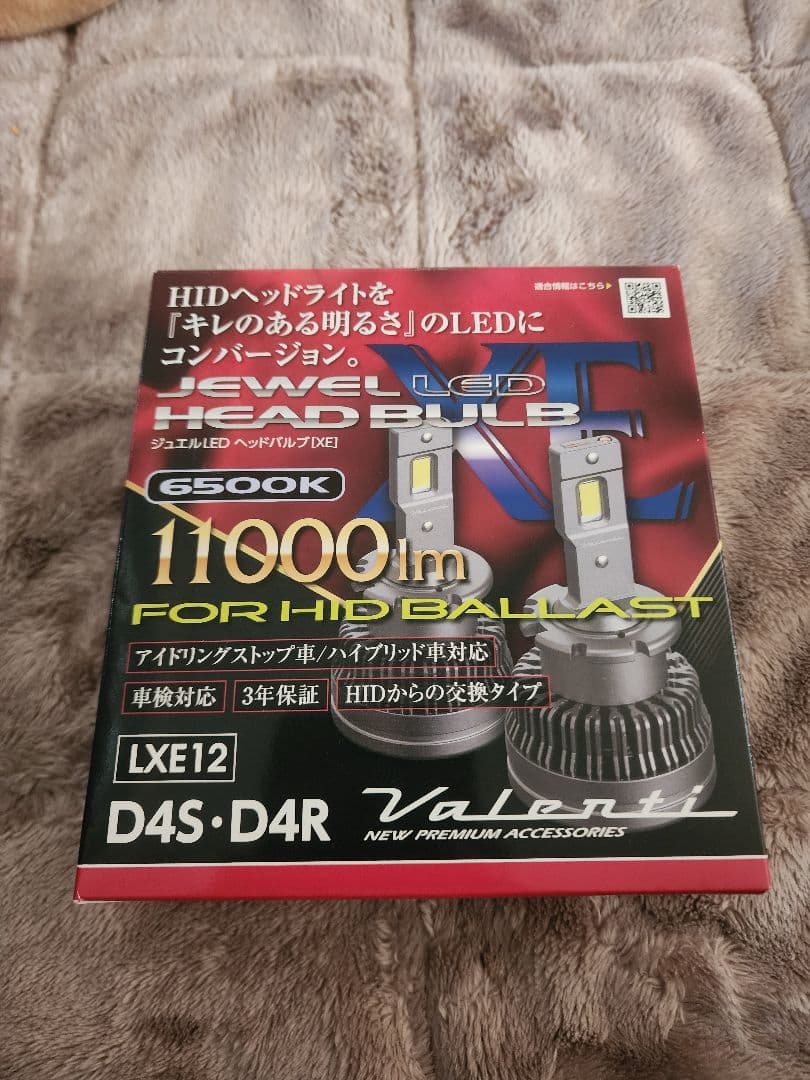 HIDヘッドライトを
『キレのある明るさ』のLEDに
コンバージョン。
適合情報はこちら▶
XE
JEWEL LED
HEAD BULB
ジュエルLED ヘッドバルブ[XE]
6500K
11000lm
FOR HID BALLAST
アイドリングストップ車/ハイブリッド車対応
車検対応 3年保証 HIDからの交換タイプ
LXE12
D4S・D4R
Valenti
NEW PREMIUM ACCESSORIES